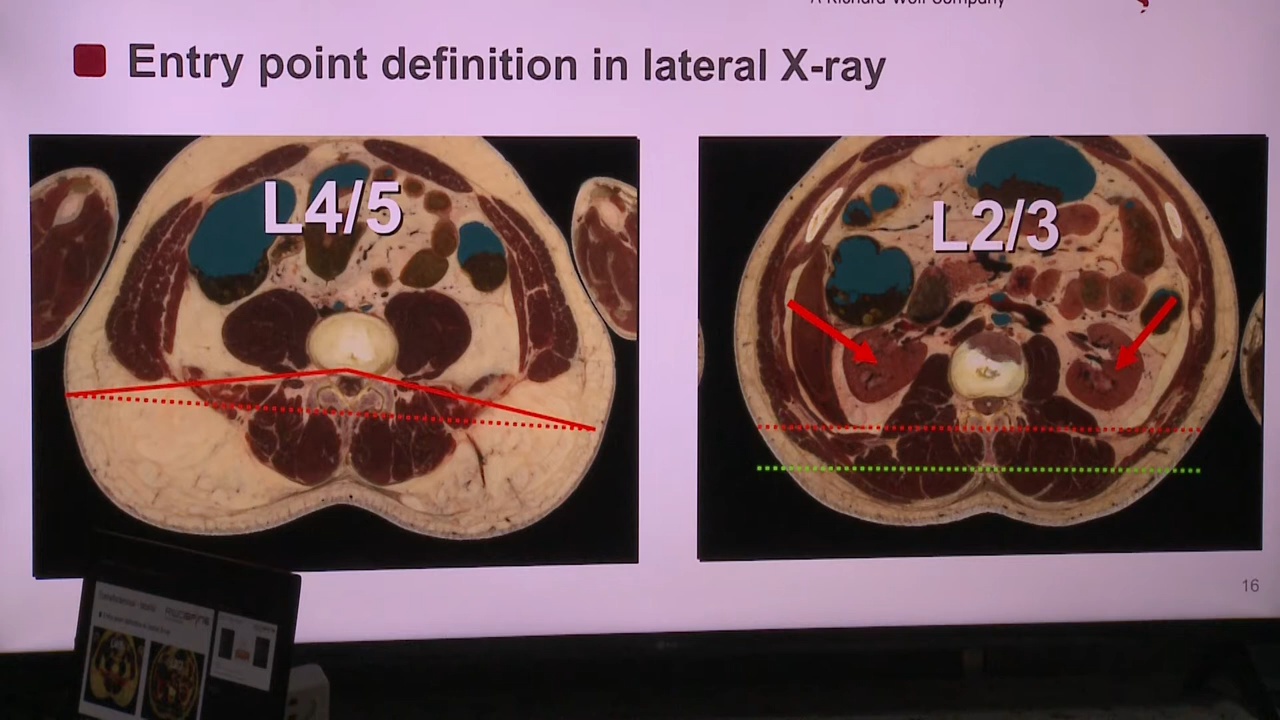 A Richard Wolf Company
Entry point definition in lateral X-ray
L4/5
L2/3
16